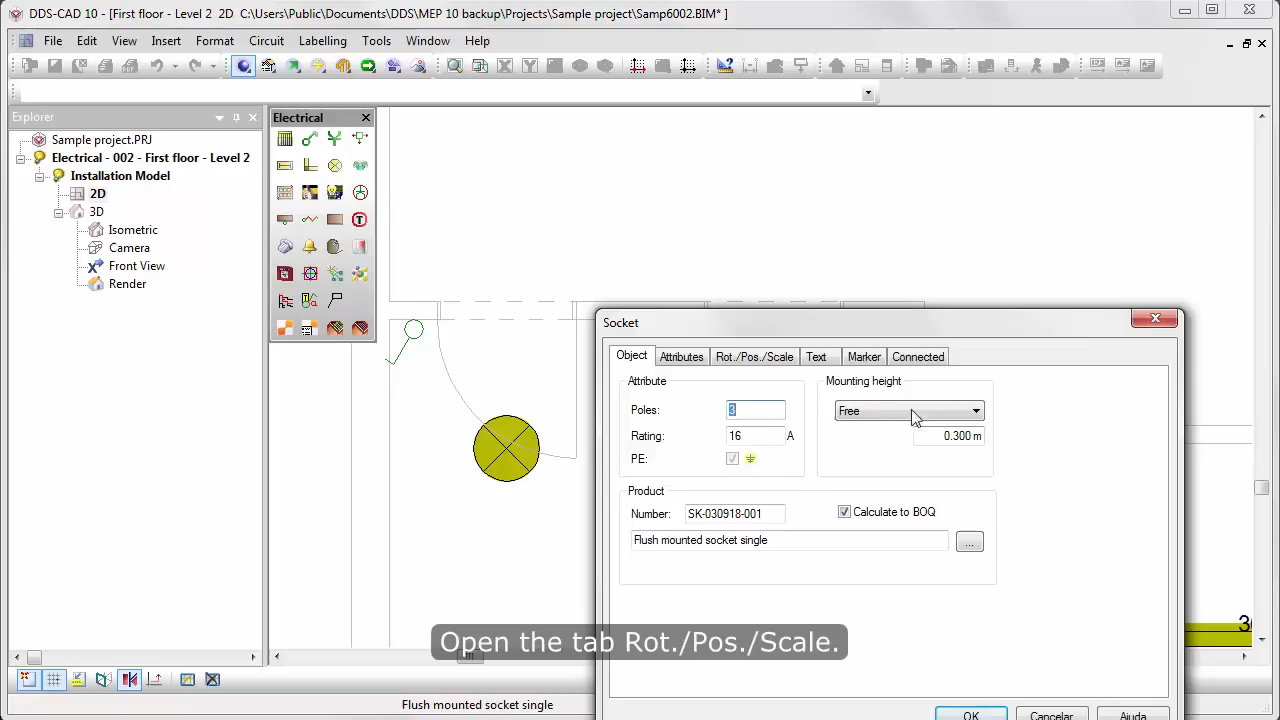 DDS-CAD 10 - [First floor - Level 2  2D  C:\Users\Public\Documents\DDS\MEP 10 backup\Projects\Sample project\Samp6002.BIM* ]
File Edit View Insert Format Circuit Labelling Tools Window Help
Explorer
Electrical
Sample project.PRJ
Electrical - 002 - First floor - Level 2
Installation Model
2D
3D
Isometric
Camera
Front View
Render
Socket
Object Attributes Rot./Pos./Scale Text Marker Connected
Attribute
Poles: 3
Rating: 16 A
PE:
Mounting height
Free
0.300 m
Product
Number: SK-030918-001
Calculate to BOQ
Flush mounted socket single
...
Open the tab Rot./Pos./Scale.
OK Cancelar Ajuda
Flush mounted socket single